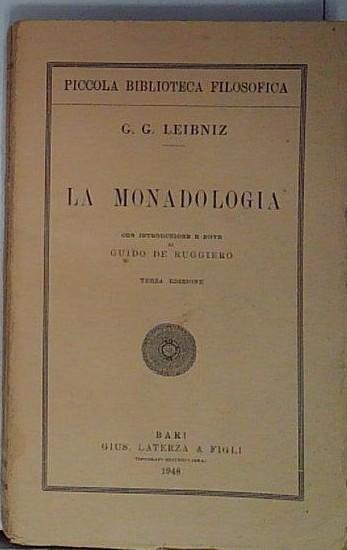 PICCOLA BIBLIOTECA FILOSOFICA
G. G. LEIBNIZ
LA MONADOLOGIA
CON INTRODUZIONE E NOTE
DI
GUIDO DE RUGGIERO
TERZA EDIZIONE
BARI
GIUS. LATERZA & FIGLI
1948